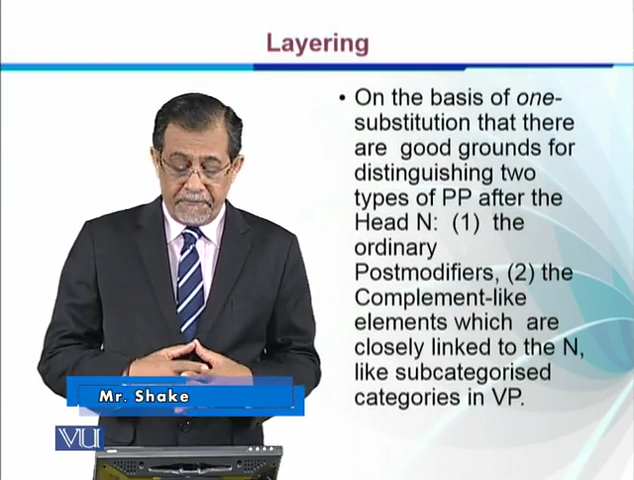 Layering
• On the basis of one-
substitution that there
are good grounds for
distinguishing two
types of PP after the
Head N: (1) the
ordinary
Postmodifiers, (2) the
Complement-like
elements which are
closely linked to the N,
like subcategorised
categories in VP.
Mr. Shake
VU